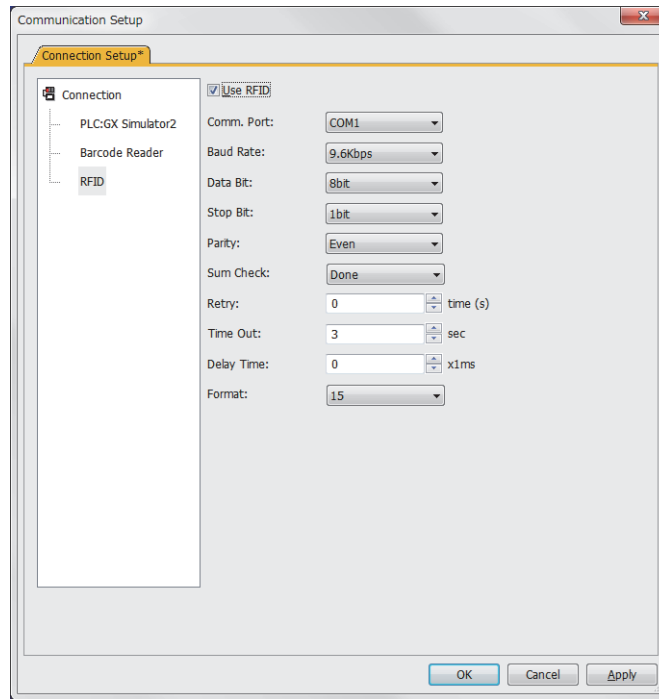 Communication Setup
Connection Setup*
Connection
PLC:GX Simulator2
Barcode Reader
RFID
Use RFID
Comm. Port: COM1
Baud Rate: 9.6Kbps
Data Bit: 8bit
Stop Bit: 1bit
Parity: Even
Sum Check: Done
Retry: 0 time (s)
Time Out: 3 sec
Delay Time: 0 x1ms
Format: 15
OK Cancel Apply